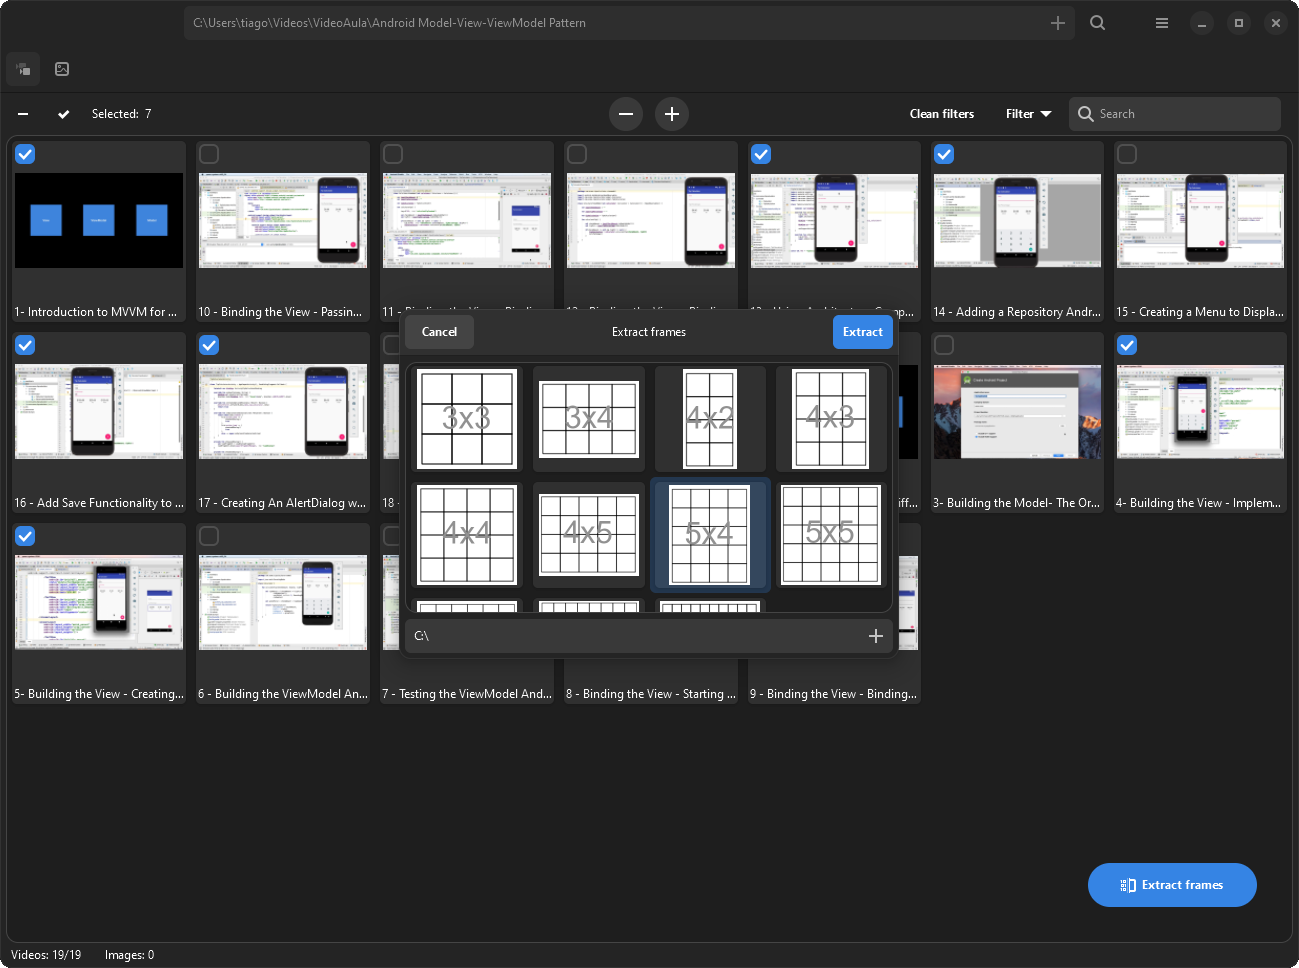 C:\Users\tiago\Videos\VideoAula\Android Model-View-ViewModel Pattern
Selected: 7
Clean filters
Filter
Search
1- Introduction to MVVM for ...
10 - Binding the View - Passin...
14 - Adding a Repository Andr...
15 - Creating a Menu to Displa...
Cancel
Extract frames
Extract
3x3
3x4
4x2
4x3
16 - Add Save Functionality to ...
17 - Creating An AlertDialog w...
18 -
3- Building the Model- The Or...
4- Building the View - Implem...
4x4
4x5
5x4
5x5
C:\
5- Building the View - Creating...
6 - Building the ViewModel An...
7 - Testing the ViewModel And...
8 - Binding the View - Starting ...
9 - Binding the View - Binding...
Extract frames
Videos: 19/19
Images: 0